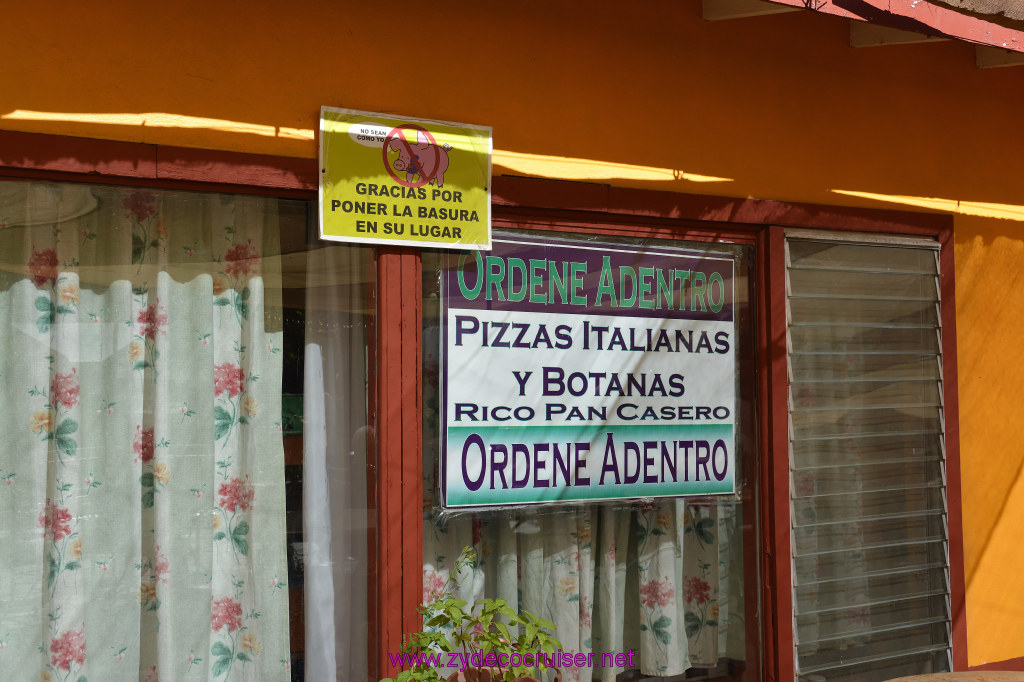 NO SEAN
COMO YO
GRACIAS POR
PONER LA BASURA
EN SU LUGAR
ORDENE ADENTRO
PIZZAS ITALIANAS
Y BOTANAS
RICO PAN CASERO
ORDENE ADENTRO
www.zydecocruiser.net